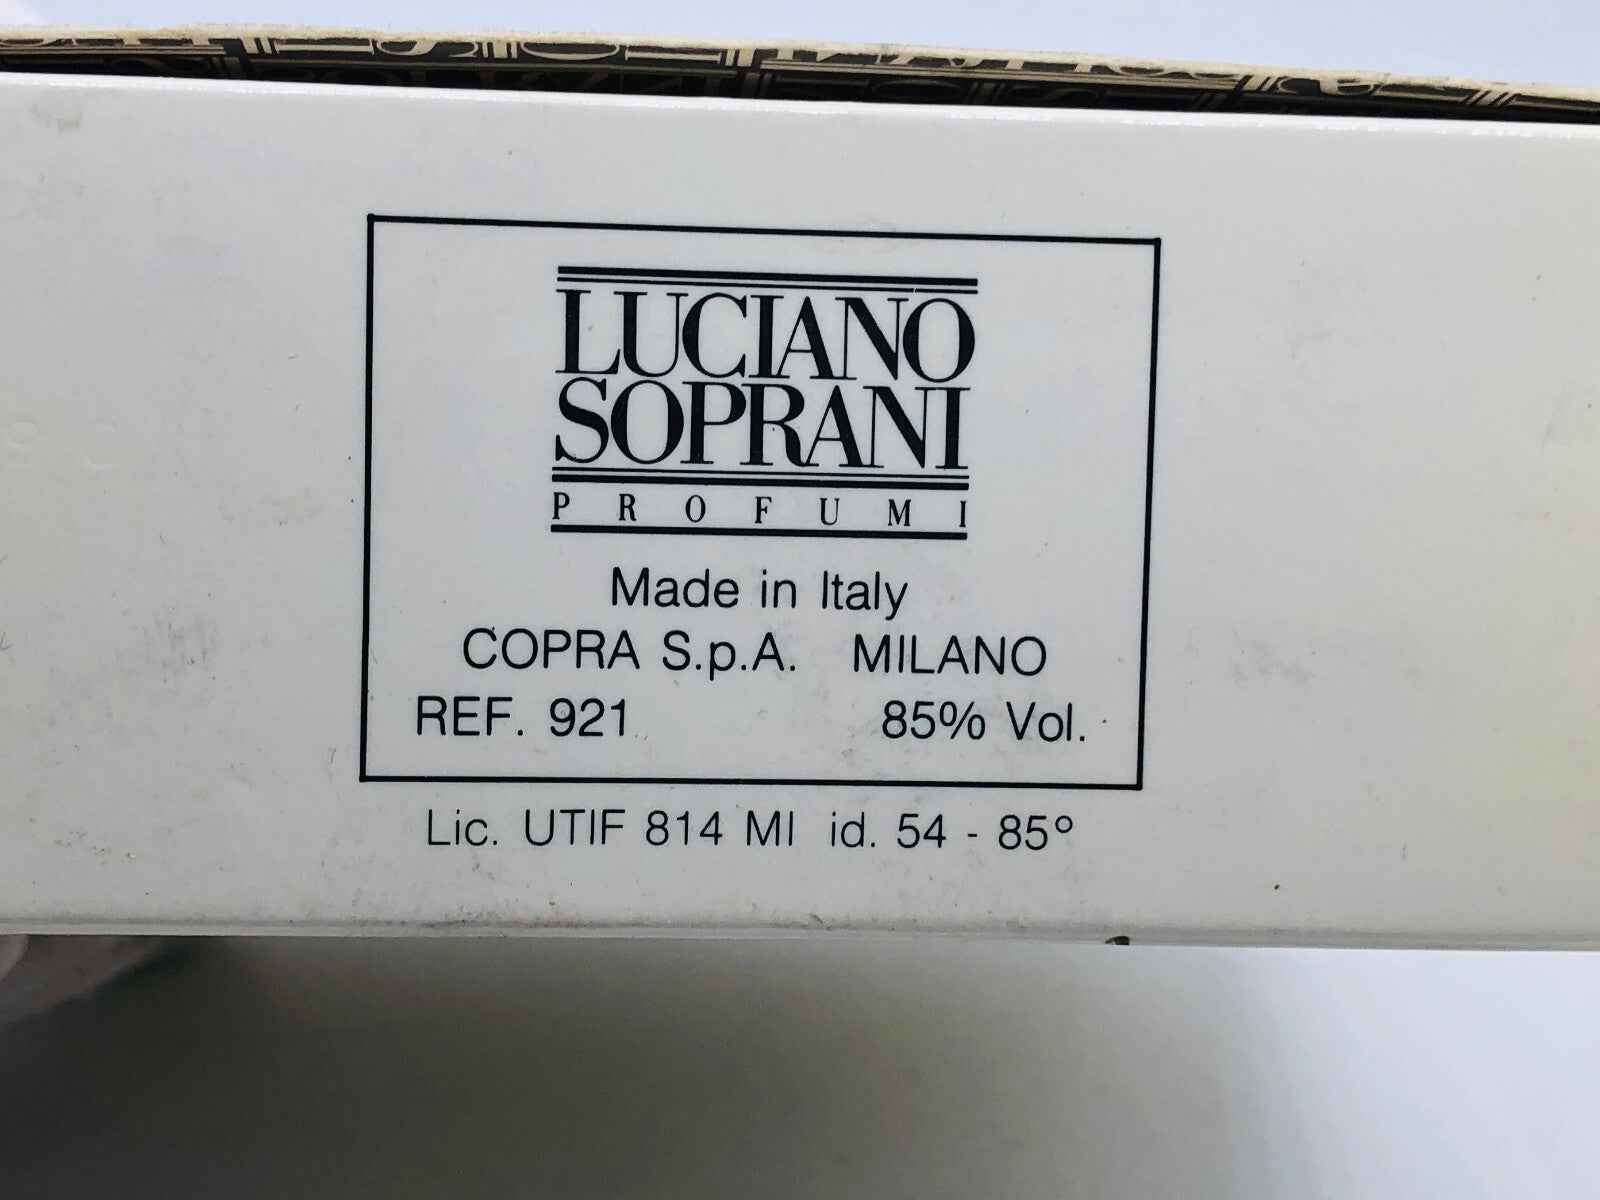 LUCIANO
SOPRANI
PROFUMI
Made in Italy
COPRA S.p.A. MILANO
REF. 921 85% Vol.
Lic. UTIF 814 MI id. 54 - 85°